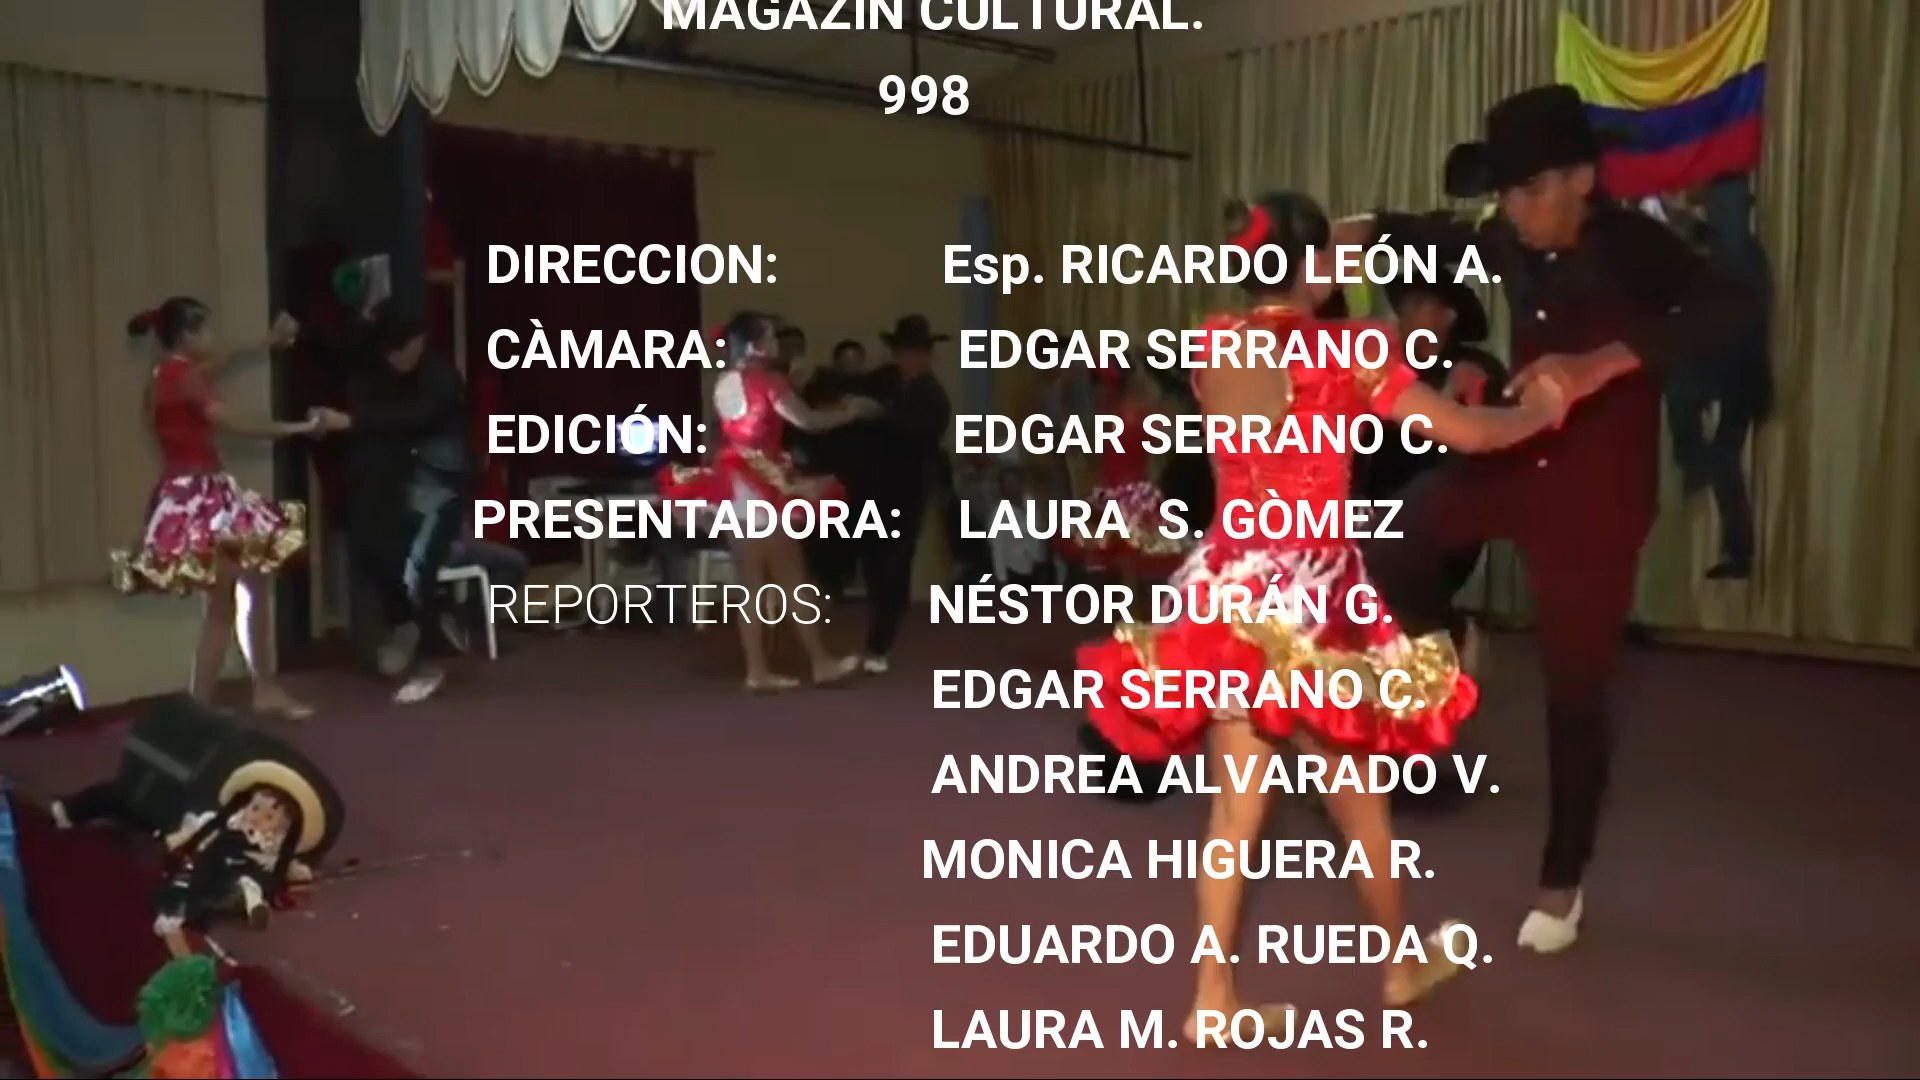 MAGAZIN CULTURAL.
998
DIRECCION: Esp. RICARDO LEÓN A.
CÀMARA: EDGAR SERRANO C.
EDICIÓN: EDGAR SERRANO C.
PRESENTADORA: LAURA S. GÒMEZ
REPORTEROS: NÉSTOR DURÁN G.
EDGAR SERRANO C.
ANDREA ALVARADO V.
MONICA HIGUERA R.
EDUARDO A. RUEDA Q.
LAURA M. ROJAS R.